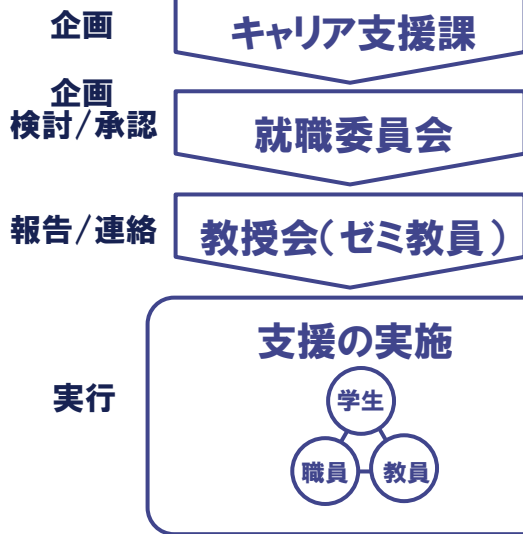 企画
キャリア支援課
企画
検討/承認
就職委員会
報告/連絡
教授会(ゼミ教員)
支援の実施
実行
学生
職員
教員